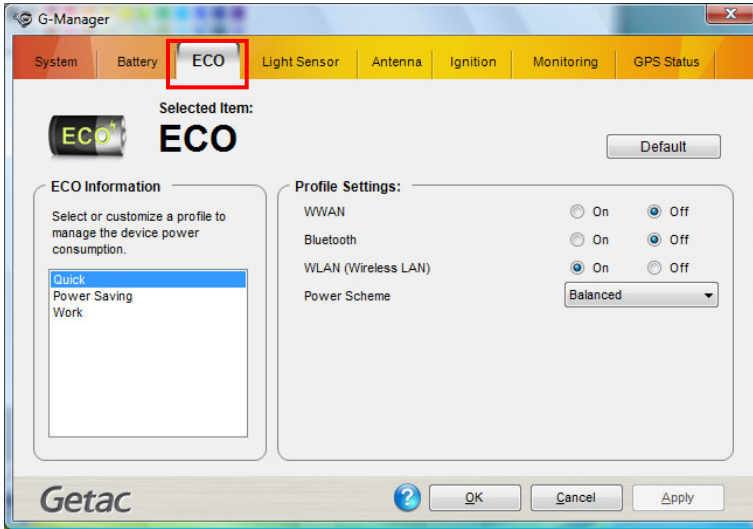 G-Manager
System Battery ECO Light Sensor Antenna Ignition Monitoring GPS Status
Selected Item:
ECO
ECO
Default
ECO Information
Select or customize a profile to
manage the device power
consumption.
Quick
Power Saving
Work
Profile Settings:
WWAN On Off
Bluetooth On Off
WLAN (Wireless LAN) On Off
Power Scheme Balanced
Getac
? OK Cancel Apply